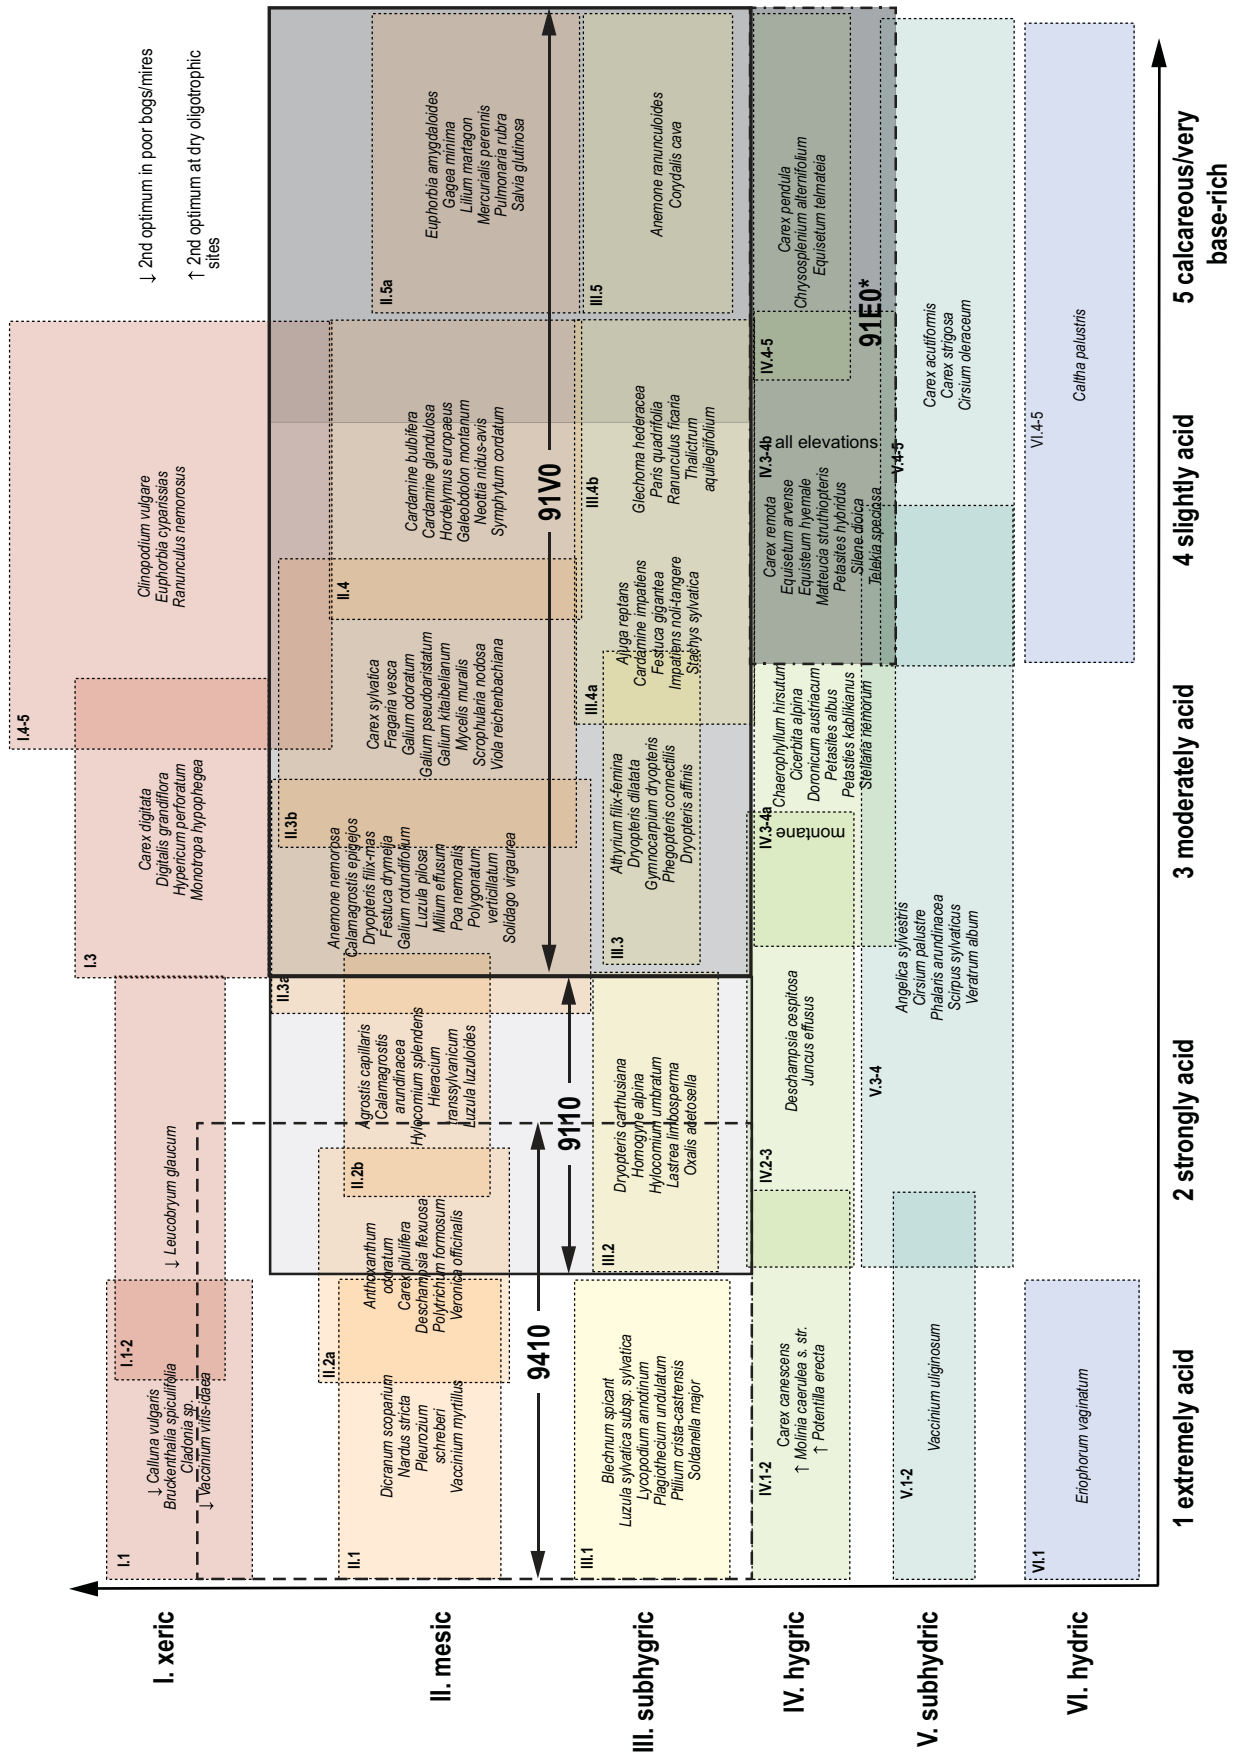 ↓ 2nd optimum in poor bogs/mires
↑ 2nd optimum at dry oligotrophic
sites
I. xeric
II. mesic
III. subhygric
IV. hygric
V. subhydric
VI. hydric
I.1
↓ Calluna vulgaris
Bruckenthalia spiculifolia
Cladonia sp.
↓ Vaccinium vitis-idaea
I.1-2
↓ Leucobryum glaucum
I.3
Carex digitata
Digitalis grandiflora
Hypericum perforatum
Monotropa hypophegea
I.4-5
Clinopodium vulgare
Euphorbia cyparissias
Ranunculus nemorosus
II.1
Dicranum scoparium
Nardus stricta
Pleurozium
schreberi
Vaccinium myrtillus
II.2a
Anthoxanthum
odoratum
Carex pilulifera
Deschampsia flexuosa
Polytrichum formosum
Veronica officinalis
II.2b
Agrostis capillaris
Calamagrostis
arundinacea
Hylocomium splendens
Hieracium
transsylvanicum
Luzula luzuloides
II.3a
Anemone nemorosa
Calamagrostis epigejos
Dryopteris filix-mas
Festuca drymeija
Galium rotundifolium
Luzula pilosa
Milium effusum
Poa nemoralis
Polygonatum
verticillatum
Solidago virgaurea
II.3b
Carex sylvatica
Fragaria vesca
Galium odoratum
Galium pseudoaristatum
Galium kitaibelianum
Mycelis muralis
Scrophularia nodosa
Viola reichenbachiana
II.4
Cardamine bulbifera
Cardamine glandulosa
Hordelymus europaeus
Galeobdolon montanum
Neottia nidus-avis
Symphytum cordatum
II.5a
Euphorbia amygdaloides
Gagea minima
Lilium martagon
Mercurialis perennis
Pulmonaria rubra
Salvia glutinosa
9410
9110
91V0
III.1
Blechnum spicant
Luzula sylvatica subsp. sylvatica
Lycopodium annotinum
Plagiothecium undulatum
Ptilium crista-castrensis
Soldanella major
III.2
Dryopteris carthusiana
Homogyne alpina
Hylocomium umbratum
Lastrea limbosperma
Oxalis adetosella
III.3
Athyrium filix-femina
Dryopteris dilatata
Gymnocarpium dryopteris
Phegopteris connectilis
Dryopteris affinis
III.4a
Ajuga reptans
Cardamine impatiens
Festuca gigantea
Impatiens noli-tangere
Stachys sylvatica
III.4b
Glechoma hederacea
Paris quadrifolia
Ranunculus ficaria
Thalictrum
aquilegiifolium
III.5
Anemone ranunculoides
Corydalis cava
IV.1-2
Carex canescens
↑ Molinia caerulea s. str.
↑ Potentilla erecta
IV.2-3
Deschampsia cespitosa
Juncus effusus
IV.3-4a
montane
Chaerophyllum hirsutum
Cicerbita alpina
Doronicum austriacum
Petasites albus
Petasties kablikianus
Stellaria nemorum
IV.3-4b
all elevations
Carex remota
Equisetum arvense
Equisteum hyemale
Matteucia struthiopteris
Petasites hybridus
Silene dioica
Telekia speciosa
IV.4-5
Carex pendula
Chrysosplenium alternifolium
Equisetum telmateia
91E0*
V.1-2
Vaccinium uliginosum
V.3-4
Angelica sylvestris
Cirsium palustre
Phalaris arundinacea
Scirpus sylvaticus
Veratrum album
V.4-5
Carex acutiformis
Carex strigosa
Cirsium oleraceum
VI.1
Eriophorum vaginatum
VI.4-5
Caltha palustris
1 extremely acid
2 strongly acid
3 moderately acid
4 slightly acid
5 calcareous/very
base-rich